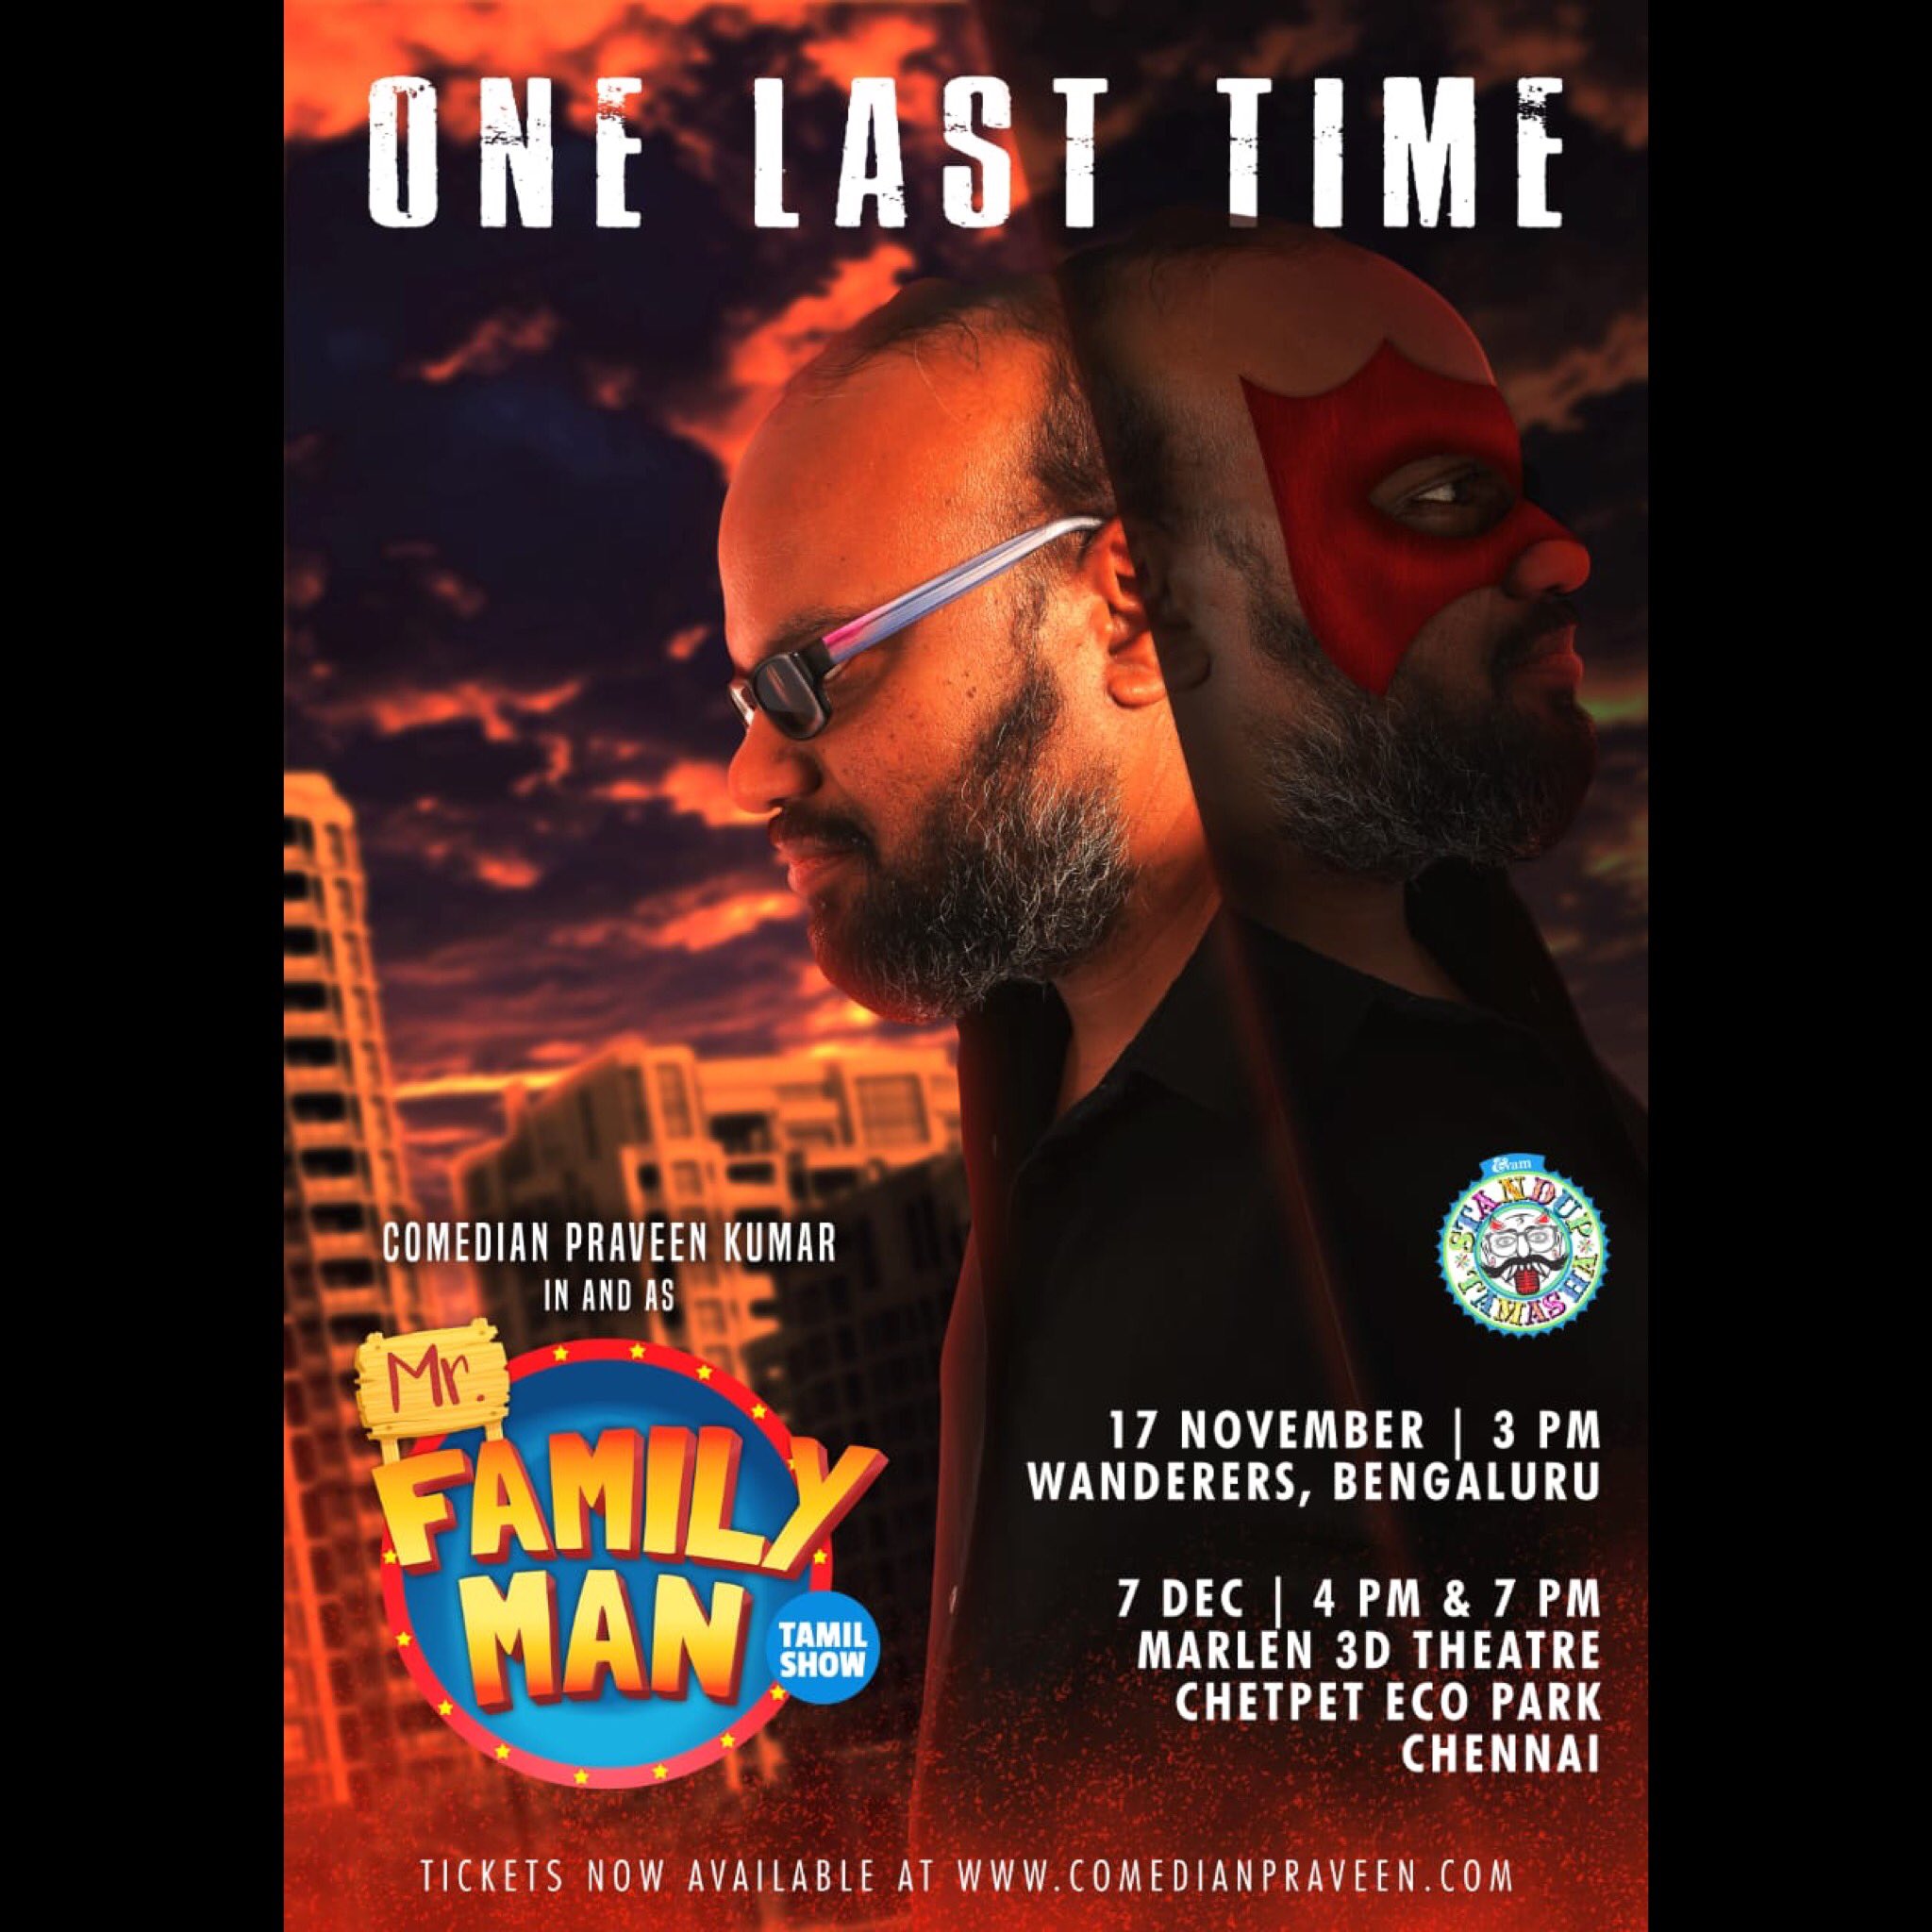 ONE LAST TIME
COMEDIAN PRAVEEN KUMAR
IN AND AS
Mr.
FAMILY
MAN
TAMIL
SHOW
Evam
STANDUP
TAMASHA
17 NOVEMBER | 3 PM
WANDERERS, BENGALURU
7 DEC | 4 PM & 7 PM
MARLEN 3D THEATRE
CHETPET ECO PARK
CHENNAI
TICKETS NOW AVAILABLE AT WWW.COMEDIANPRAVEEN.COM